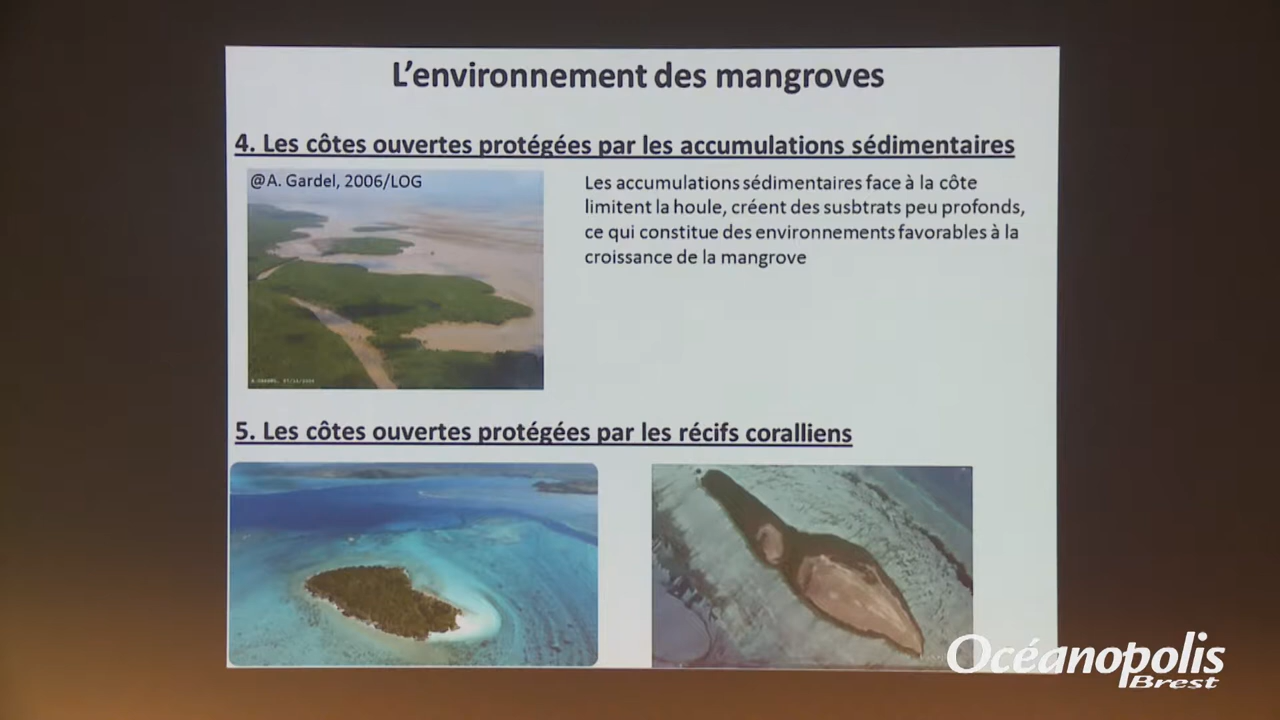 L'environnement des mangroves
4. Les côtes ouvertes protégées par les accumulations sédimentaires
@A. Gardel, 2006/LOG
Les accumulations sédimentaires face à la côte
limitent la houle, créent des susbtrats peu profonds,
ce qui constitue des environnements favorables à la
croissance de la mangrove
5. Les côtes ouvertes protégées par les récifs coralliens
Océanopolis
Brest